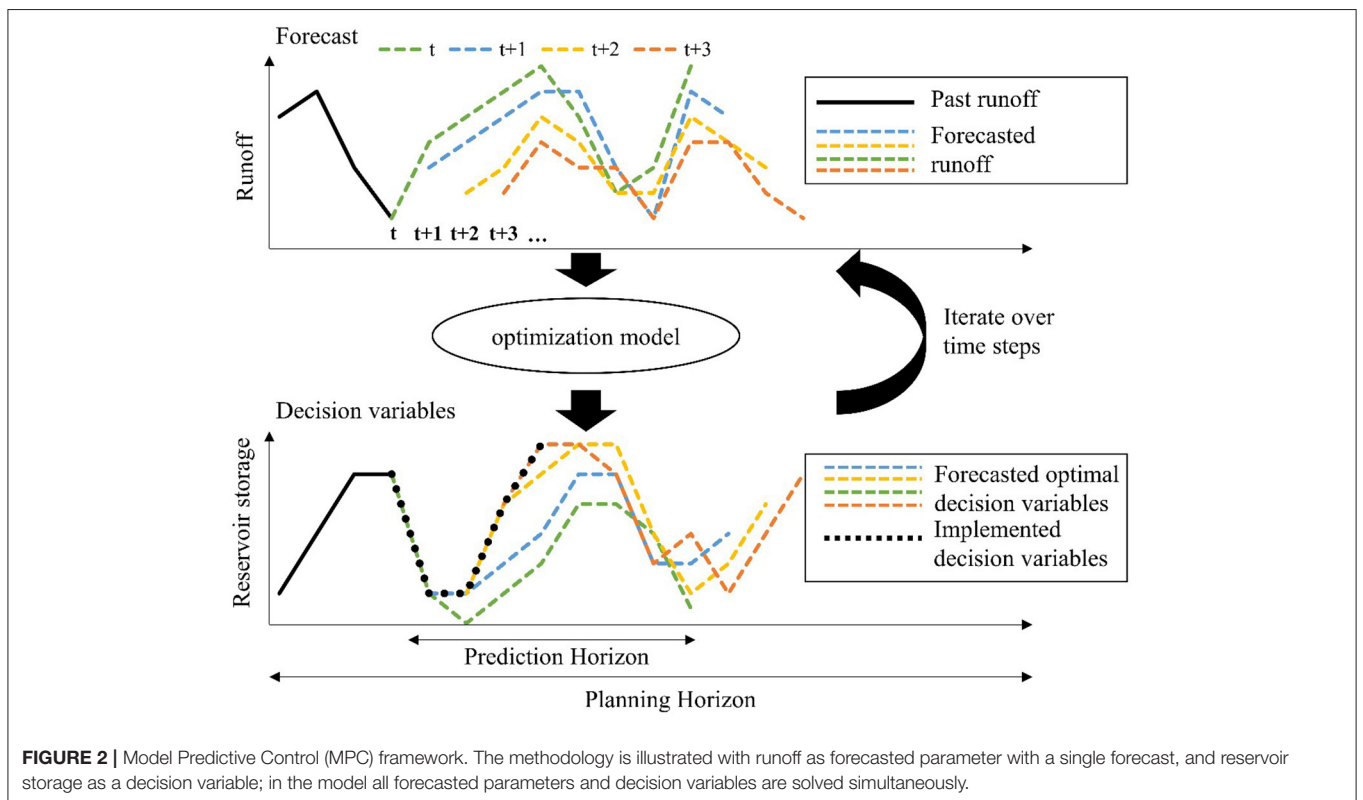 Forecast
t t+1 t+2 t+3
Runoff
Past runoff
Forecasted
runoff
t t+1 t+2 t+3 ...
optimization model
Iterate over
time steps
Decision variables
Reservoir storage
Forecasted optimal
decision variables
Implemented
decision variables
Prediction Horizon
Planning Horizon
FIGURE 2 | Model Predictive Control (MPC) framework. The methodology is illustrated with runoff as forecasted parameter with a single forecast, and reservoir
storage as a decision variable; in the model all forecasted parameters and decision variables are solved simultaneously.